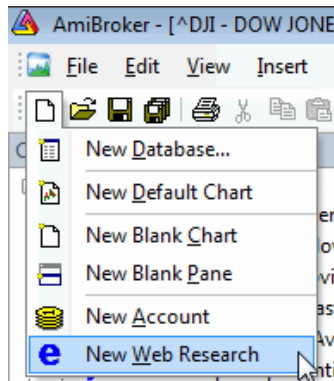 AmiBroker - [^DJI - DOW JONE
File Edit View Insert
New Database...
New Default Chart
New Blank Chart
New Blank Pane
New Account
New Web Research